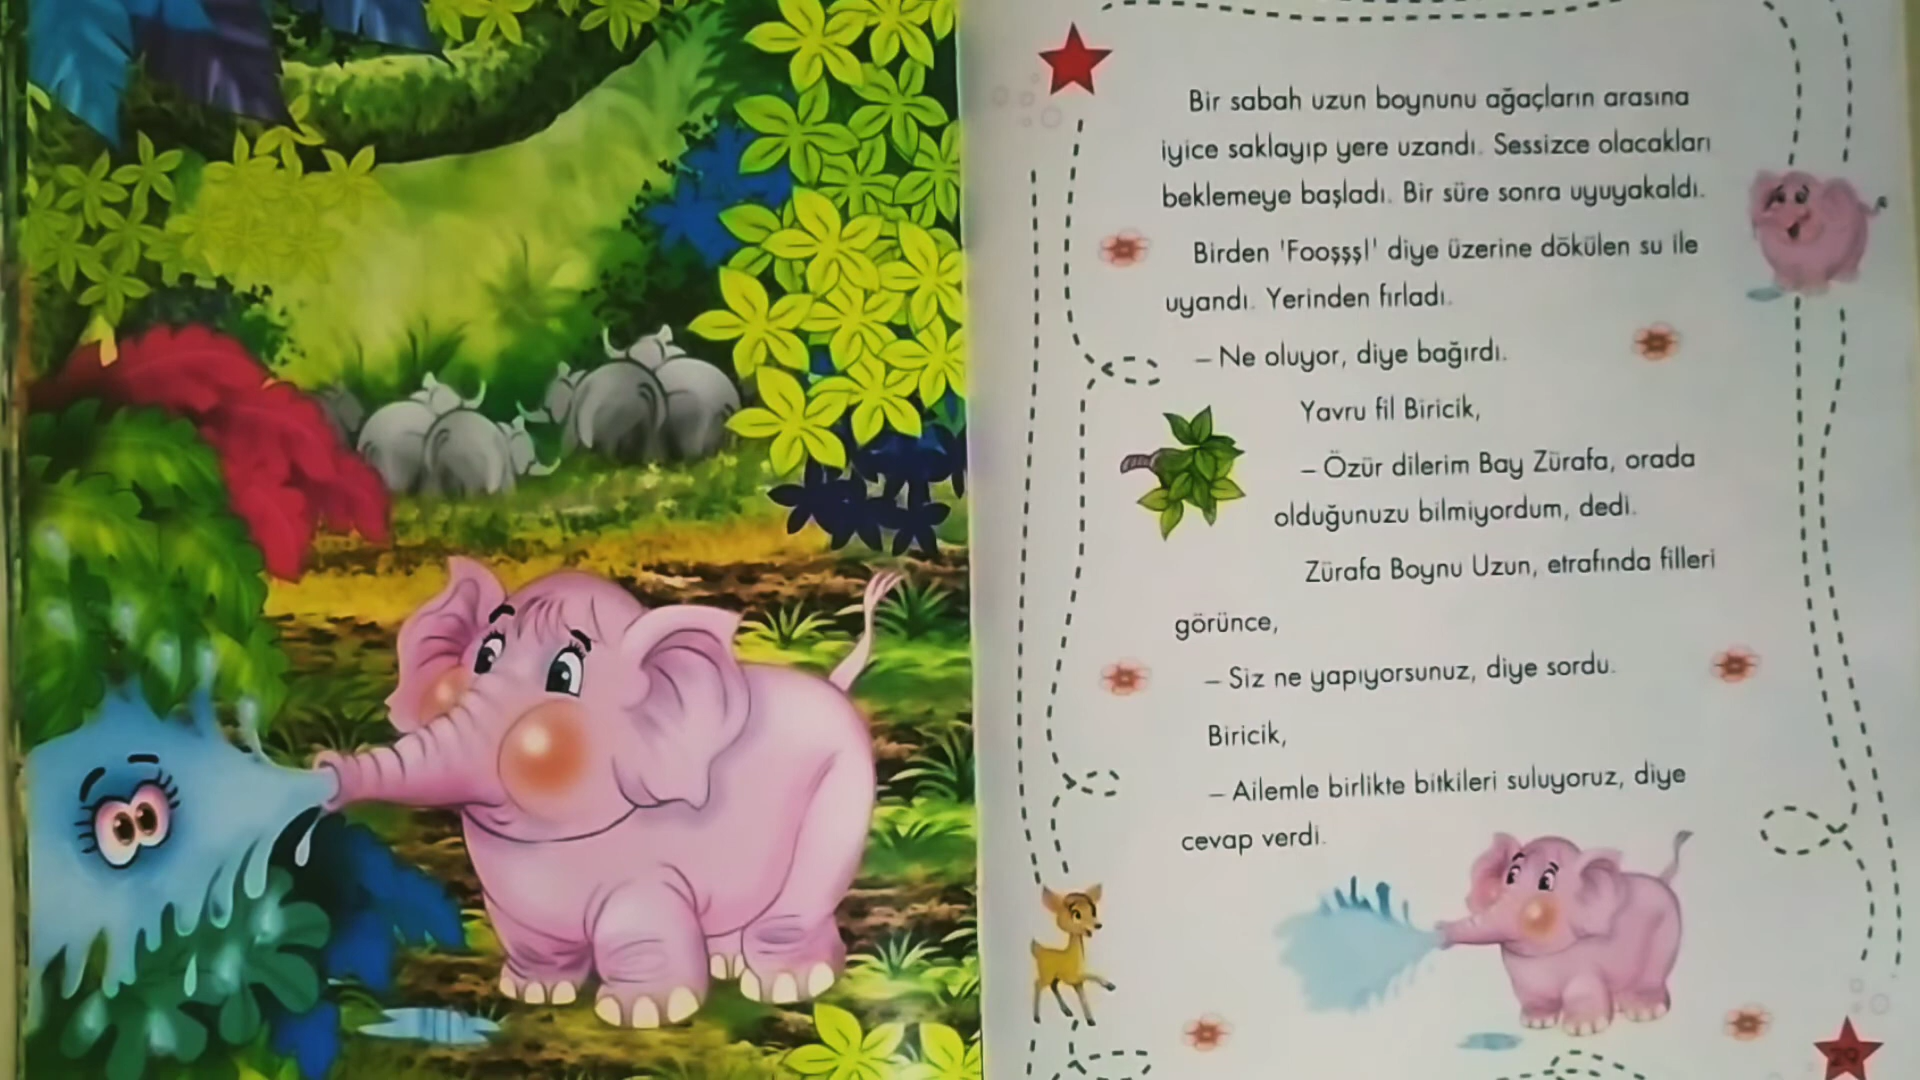 Bir sabah uzun boynunu ağaçların arasına
iyice saklayıp yere uzandı. Sessizce olacakları
beklemeye başladı. Bir süre sonra uyuyakaldı.
Birden 'Fooşşşl' diye üzerine dökülen su ile
uyandı. Yerinden fırladı.
– Ne oluyor, diye bağırdı.
Yavru fil Biricik,
– Özür dilerim Bay Zürafa, orada
olduğunuzu bilmiyordum, dedi.
Zürafa Boynu Uzun, etrafında filleri
görünce,
– Siz ne yapıyorsunuz, diye sordu.
Biricik,
– Ailemle birlikte bitkileri suluyoruz, diye
cevap verdi.